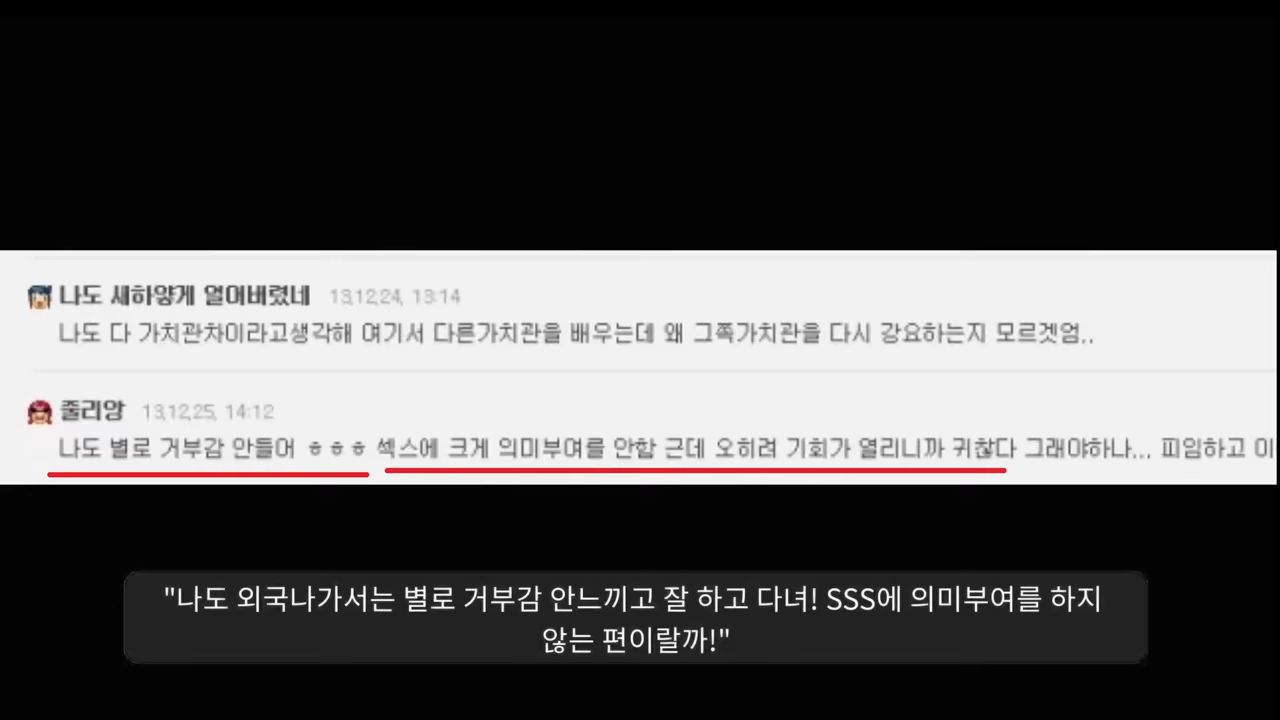 나도 새하얗게 얼어버렸네 13.12.24, 13:14
나도 다 가치관차이라고생각해 여기서 다른가치관을 배우는데 왜 그쪽가치관을 다시 강요하는지 모르겟엄..
줄리앙 13.12.25, 14:12
나도 별로 거부감 안들어 ㅎㅎㅎ 섹스에 크게 의미부여를 안함 근데 오히려 기회가 열리니까 귀찮다 그래야하나... 피임하고 이
"나도 외국나가서는 별로 거부감 안느끼고 잘 하고 다녀! SSS에 의미부여를 하지
않는 편이랄까!"